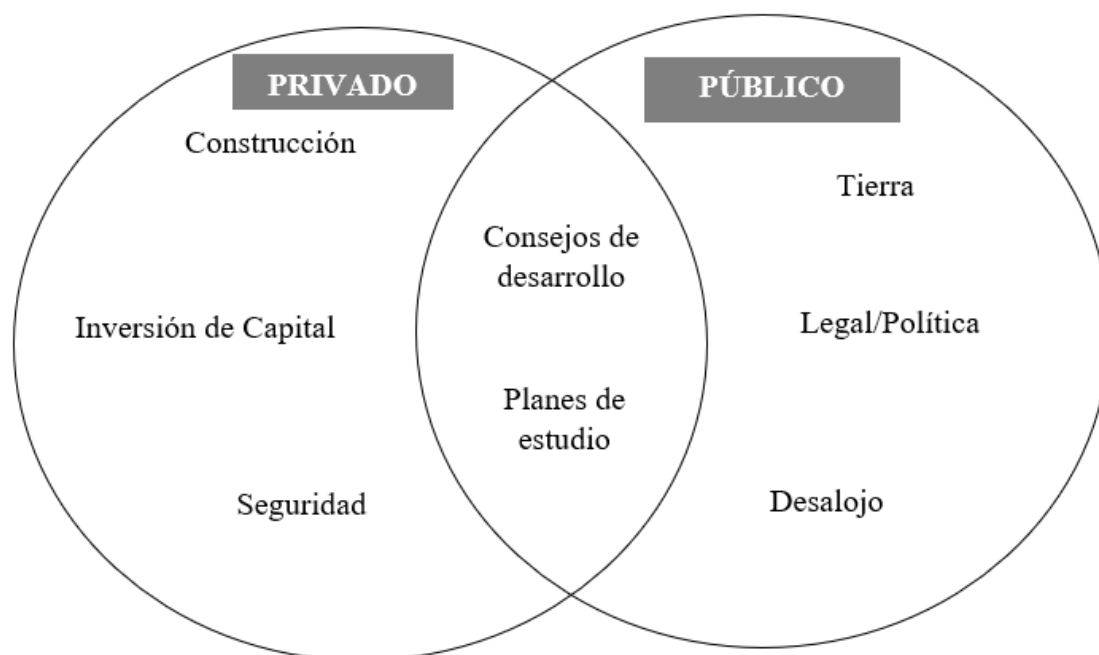 PRIVADO
Construcción
Inversión de Capital
Seguridad
Consejos de
desarrollo
Planes de
estudio
PÚBLICO
Tierra
Legal/Política
Desalojo